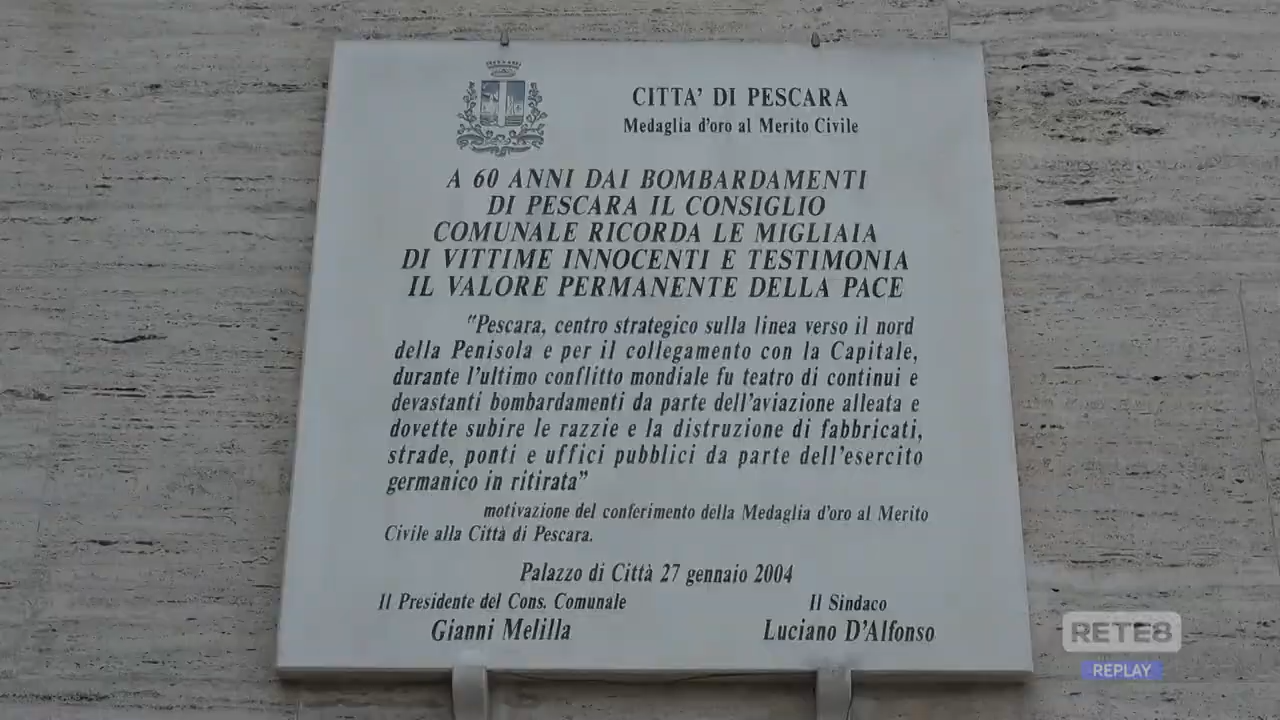 CITTA' DI PESCARA
Medaglia d'oro al Merito Civile
A 60 ANNI DAI BOMBARDAMENTI
DI PESCARA IL CONSIGLIO
COMUNALE RICORDA LE MIGLIAIA
DI VITTIME INNOCENTI E TESTIMONIA
IL VALORE PERMANENTE DELLA PACE
"Pescara, centro strategico sulla linea verso il nord
della Penisola e per il collegamento con la Capitale,
durante l'ultimo conflitto mondiale fu teatro di continui e
devastanti bombardamenti da parte dell'aviazione alleata e
dovette subire le razzie e la distruzione di fabbricati,
strade, ponti e uffici pubblici da parte dell'esercito
germanico in ritirata"
motivazione del conferimento della Medaglia d'oro al Merito
Civile alla Città di Pescara.
Palazzo di Città 27 gennaio 2004
Il Presidente del Cons. Comunale
Gianni Melilla
Il Sindaco
Luciano D'Alfonso
RETE8
REPLAY